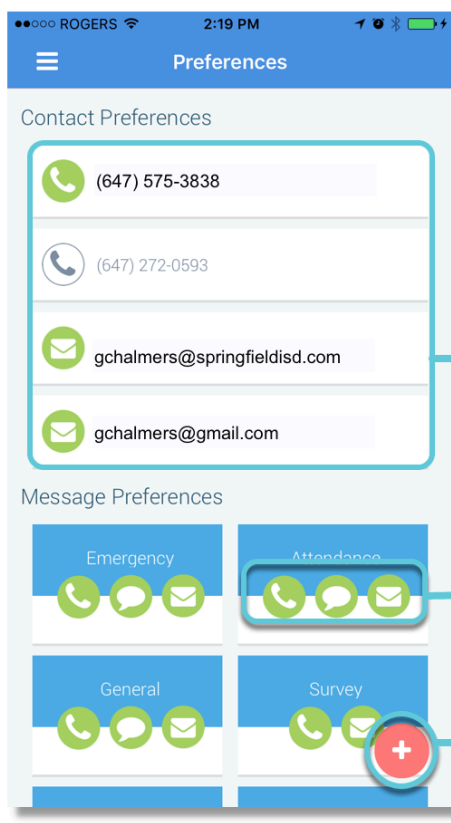 ROGERS 2:19 PM
Preferences
Contact Preferences
(647) 575-3838
(647) 272-0593
gchalmers@springfieldisd.com
gchalmers@gmail.com
Message Preferences
Emergency Attendance
General Survey